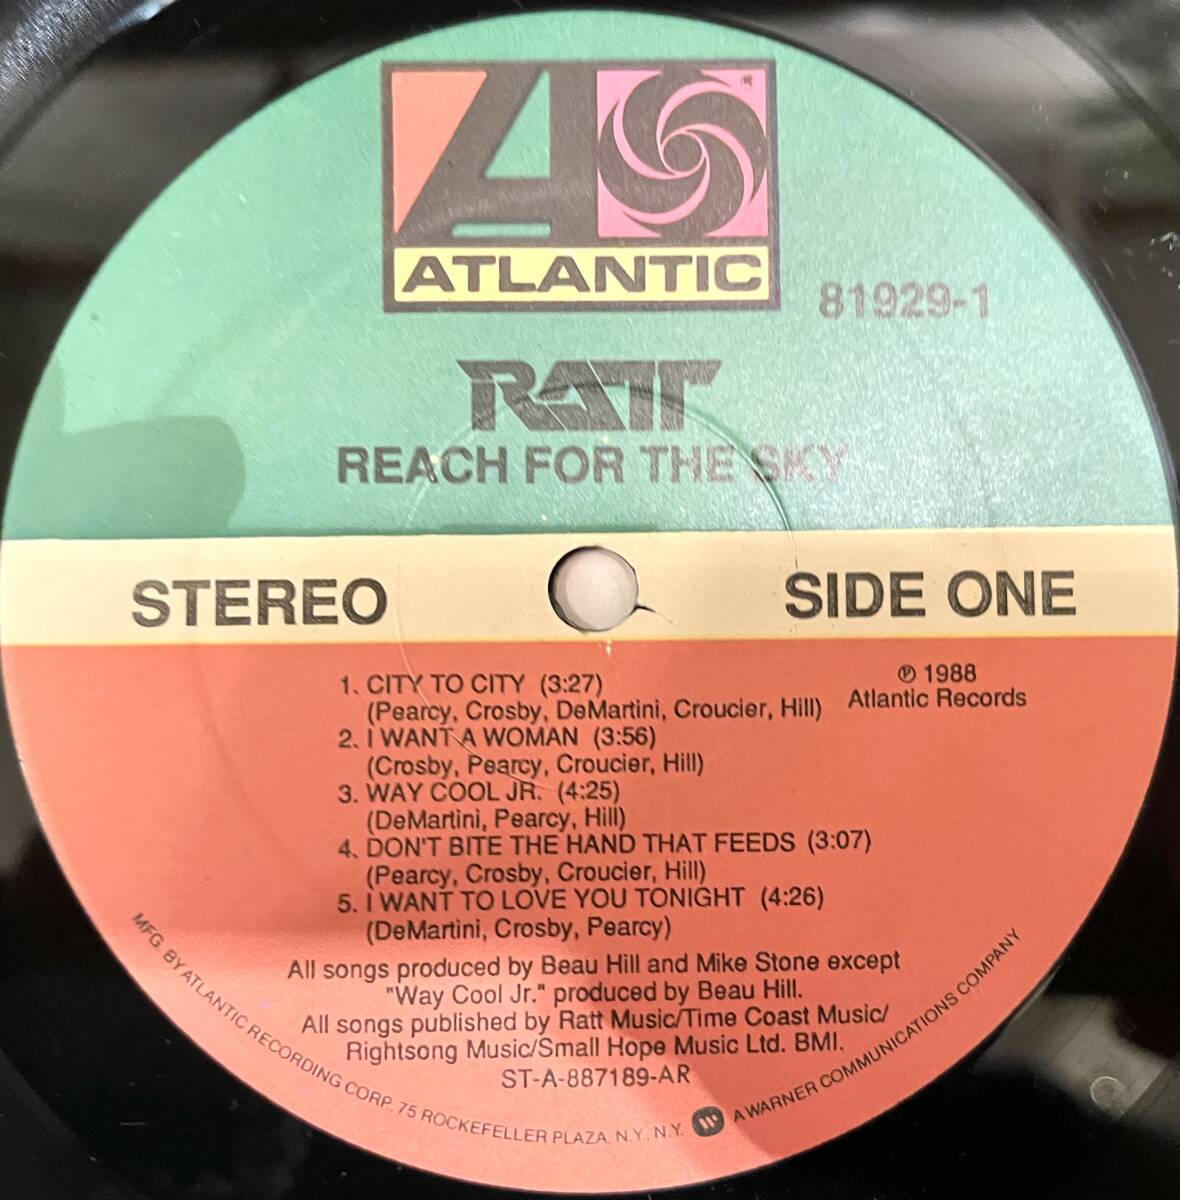 ATLANTIC ®
81929-1
RATT
REACH FOR THE SKY
STEREO
SIDE ONE
1. CITY TO CITY (3:27)
(Pearcy, Crosby, DeMartini, Croucier, Hill)
℗ 1988
Atlantic Records
2. I WANT A WOMAN (3:56)
(Crosby, Pearcy, Croucier, Hill)
3. WAY COOL JR. (4:25)
(DeMartini, Pearcy, Hill)
4. DON'T BITE THE HAND THAT FEEDS (3:07)
(Pearcy, Crosby, Croucier, Hill)
5. I WANT TO LOVE YOU TONIGHT (4:26)
(DeMartini, Crosby, Pearcy)
All songs produced by Beau Hill and Mike Stone except
"Way Cool Jr." produced by Beau Hill.
All songs published by Ratt Music/Time Coast Music/
Rightsong Music/Small Hope Music Ltd. BMI.
ST-A-887189-AR
MFG. BY ATLANTIC RECORDING CORP. 75 ROCKEFELLER PLAZA, N.Y., N.Y. A WARNER COMMUNICATIONS COMPANY